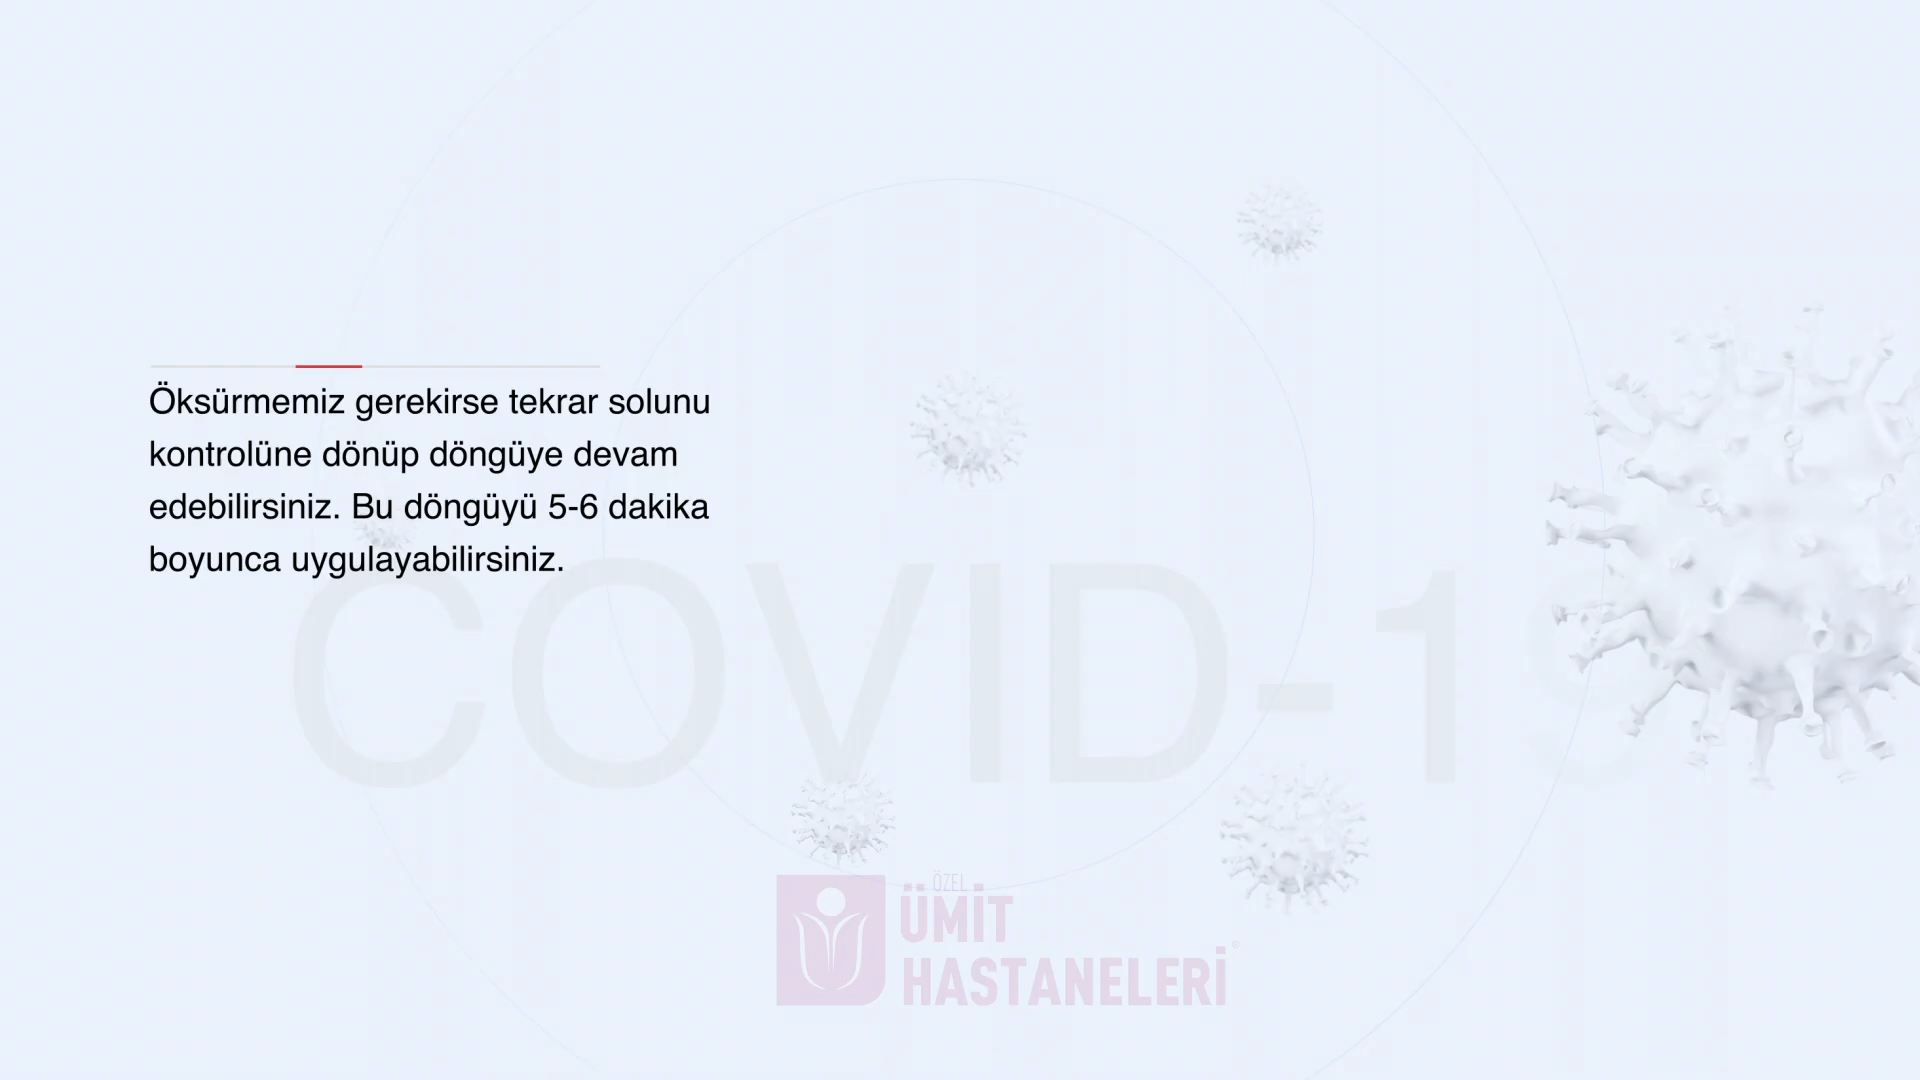 Öksürmemiz gerekirse tekrar solunu
kontrolüne dönüp döngüye devam
edebilirsiniz. Bu döngüyü 5-6 dakika
boyunca uygulayabilirsiniz.
COVID-19
ÖZEL
ÜMİT
HASTANELERİ